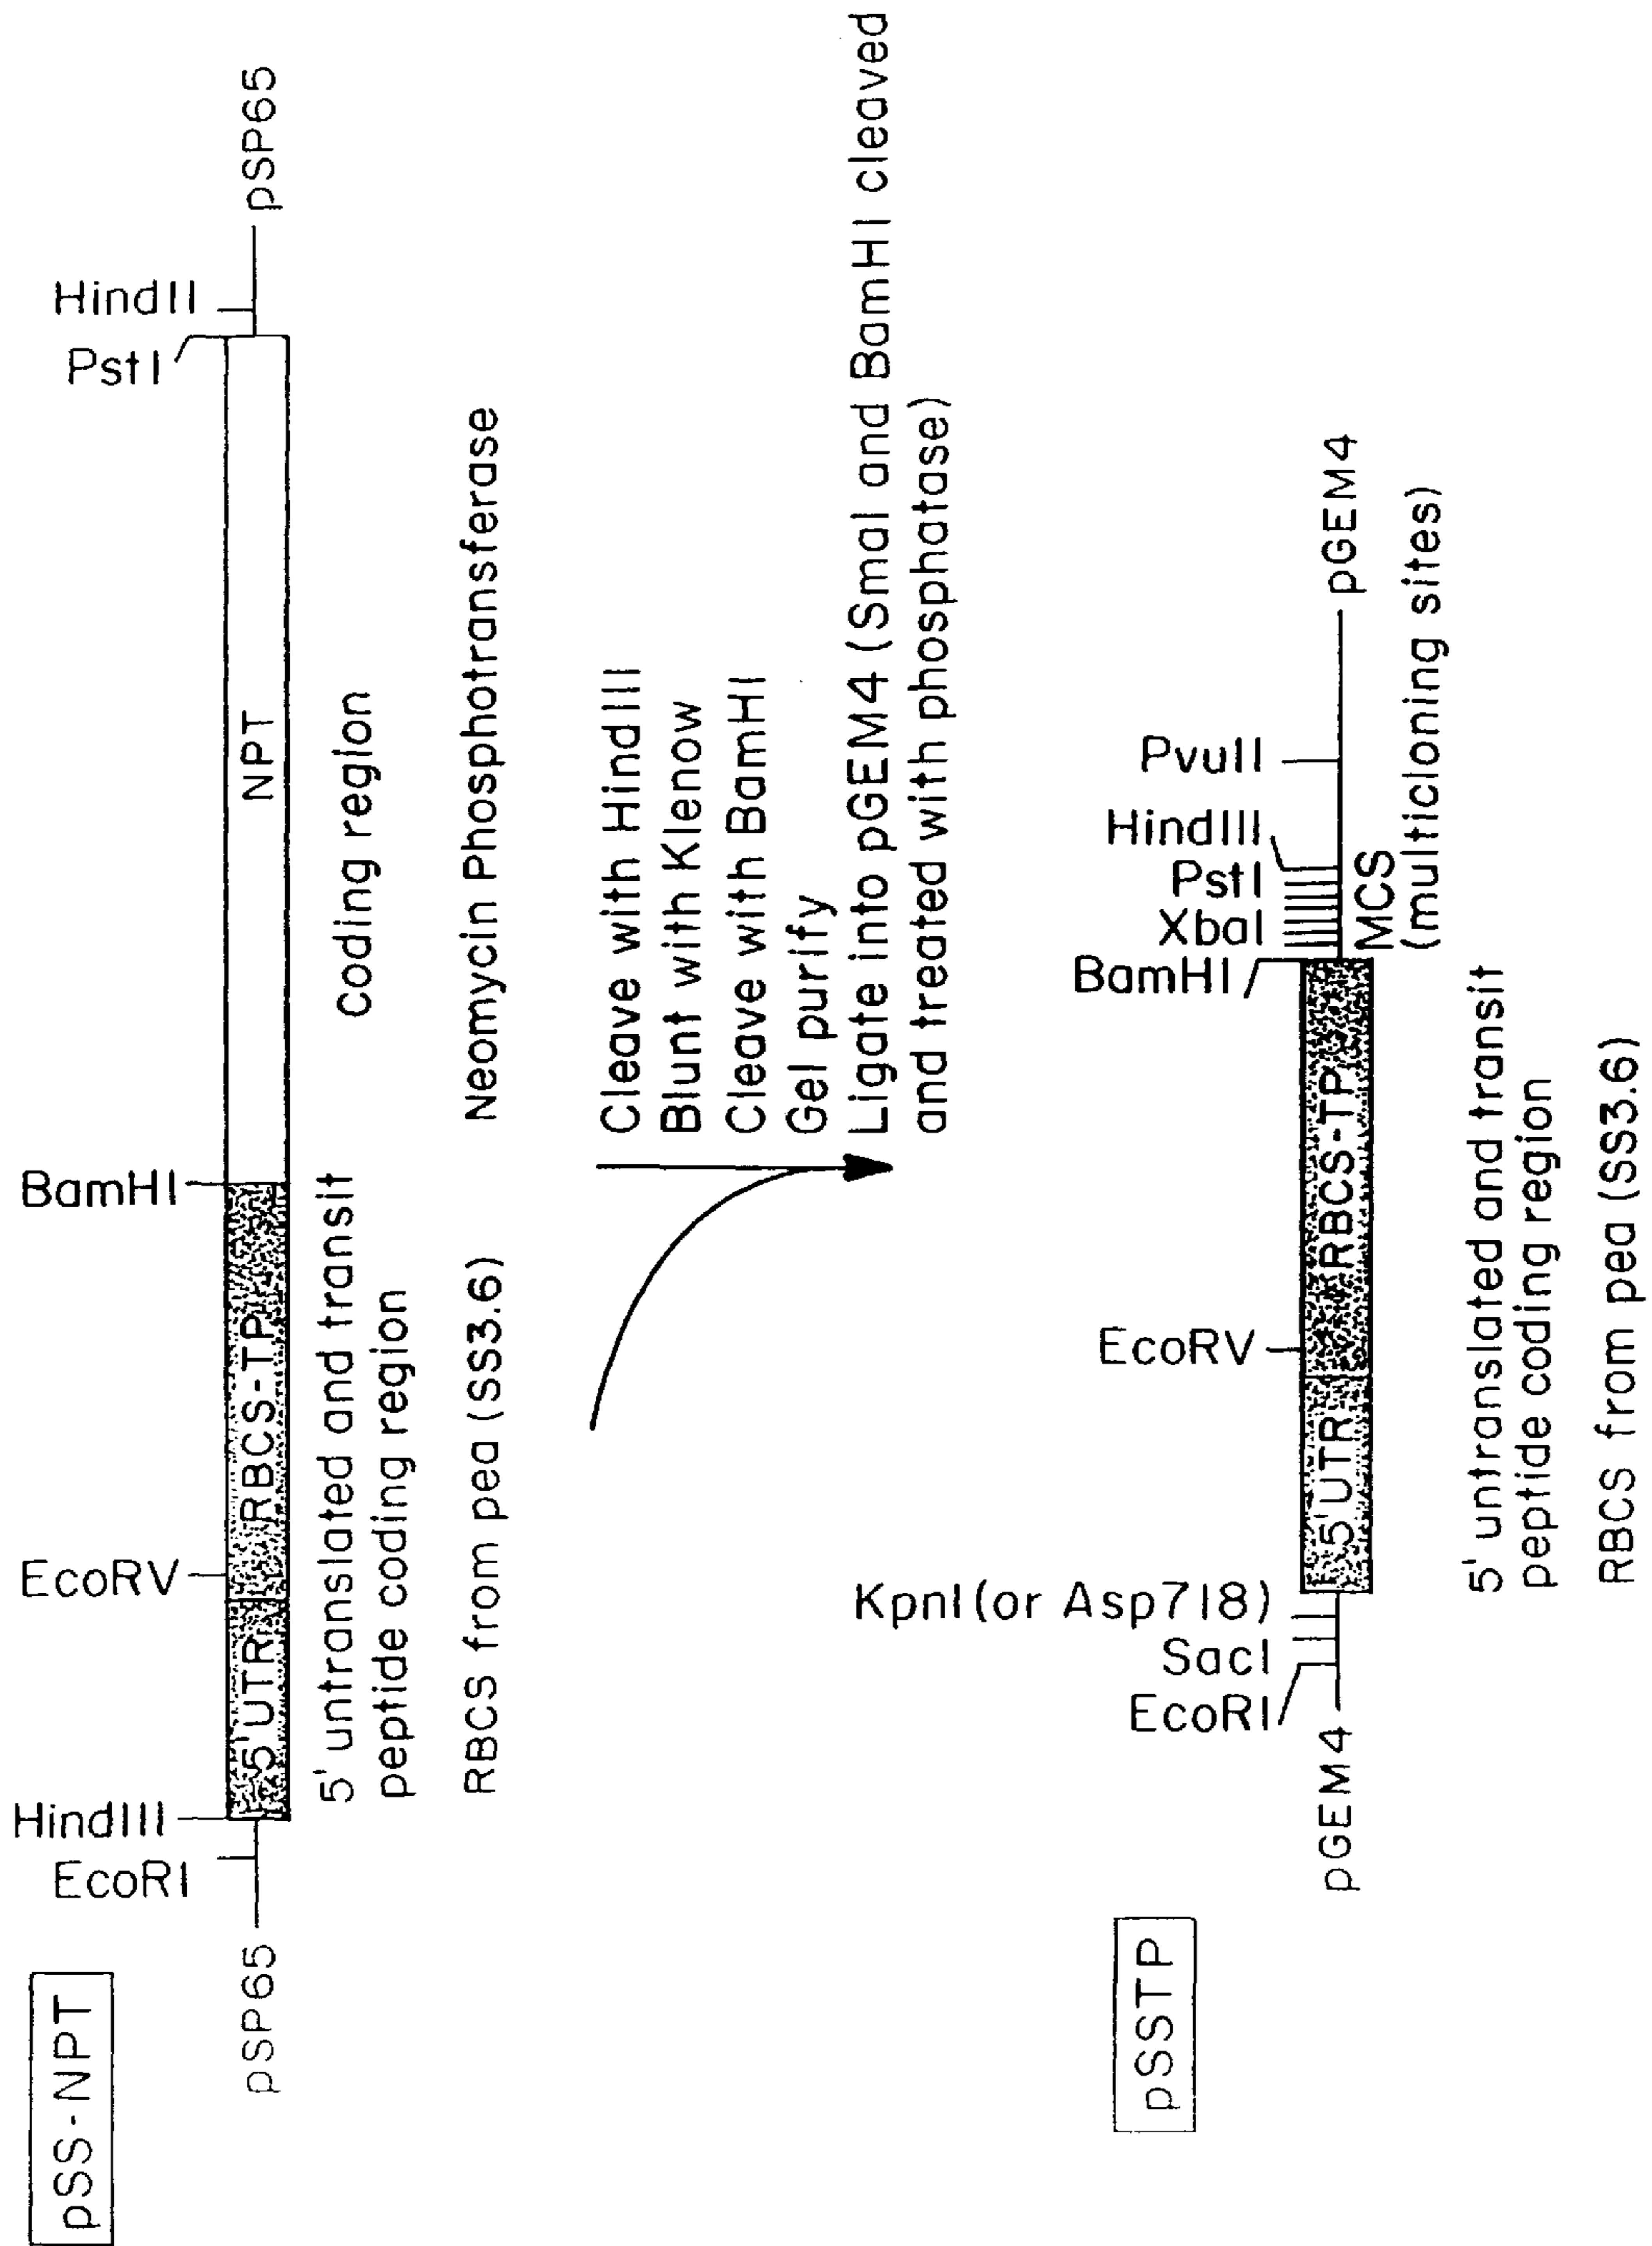 pSS-NPT
EcoRI
HindIII
EcoRV
BamHI
PstI
HindII
pSP65
5'UTR
RBCS-TP
NPT
pSP65
5' untranslated and transit
peptide coding region
coding region
RBCS from pea (SS3.6)
Neomycin Phosphotransferase
Cleave with HindIII
Blunt with Klenow
Cleave with BamHI
Gel purify
Ligate into pGEM4 (SmaI and BamHI cleaved
and treated with phosphatase)
pSSTP
KpnI (or Asp718)
SacI
EcoRI
EcoRV
BamHI
XbaI
PstI
HindIII
PvuII
pGEM4
5'UTR
RBCS-TP
MCS
(multicloning sites)
pGEM4
5' untranslated and transit
peptide coding region
RBCS from pea (SS3.6)